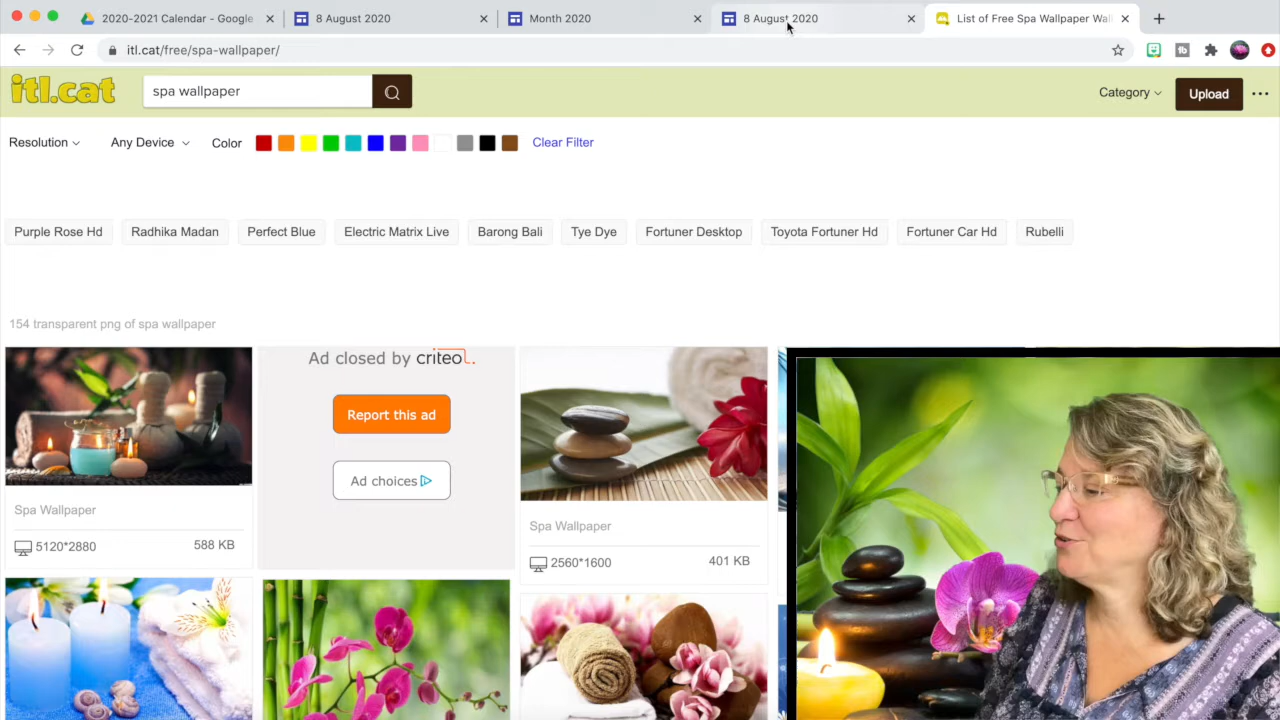 2020-2021 Calendar - Google
8 August 2020
Month 2020
8 August 2020
List of Free Spa Wallpaper Wal
itl.cat/free/spa-wallpaper/
itl.cat
spa wallpaper
Category
Upload
Resolution
Any Device
Color
Clear Filter
Purple Rose Hd
Radhika Madan
Perfect Blue
Electric Matrix Live
Barong Bali
Tye Dye
Fortuner Desktop
Toyota Fortuner Hd
Fortuner Car Hd
Rubelli
154 transparent png of spa wallpaper
Ad closed by criteo
Report this ad
Ad choices
Spa Wallpaper
5120*2880
588 KB
Spa Wallpaper
2560*1600
401 KB